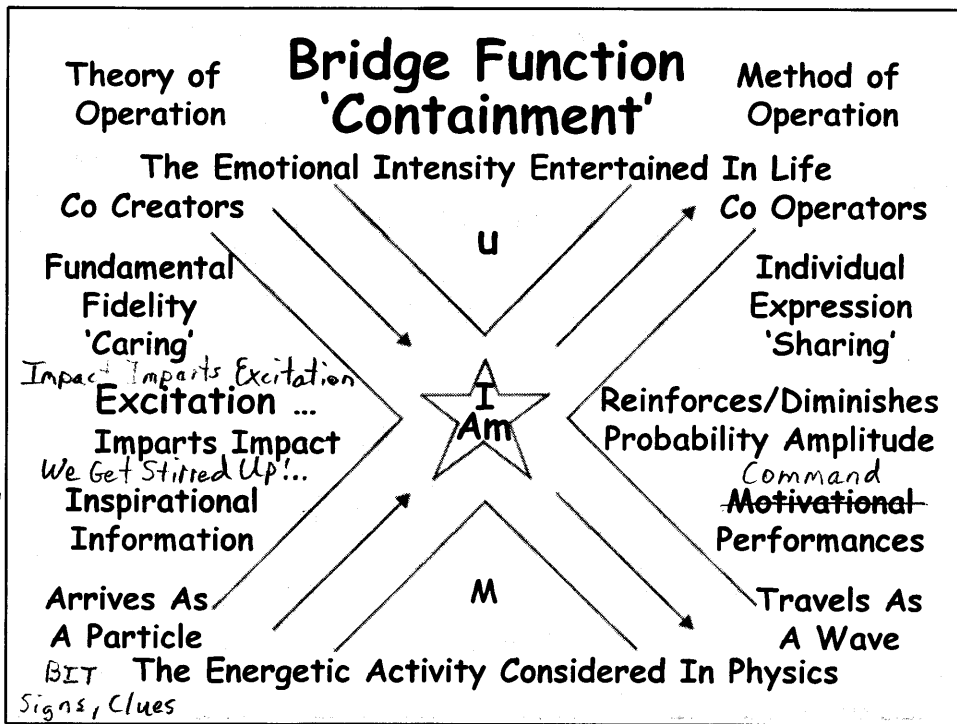 Theory of
Operation
Bridge Function
'Containment'
Method of
Operation
The Emotional Intensity Entertained In Life
Co Creators
Co Operators
u
Fundamental
Fidelity
'Caring'
Individual
Expression
'Sharing'
Impact Imparts Excitation
Excitation ...
Imparts Impact
I
Am
Reinforces/Diminishes
Probability Amplitude
We Get Stirred Up!...
Inspirational
Information
Command
Motivational
Performances
Arrives As
A Particle
M
Travels As
A Wave
BIT
The Energetic Activity Considered In Physics
Signs, Clues